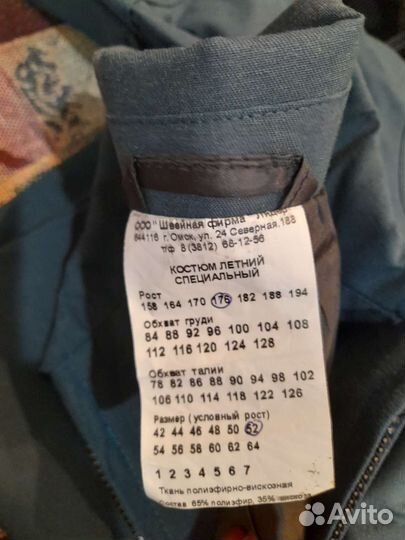 ООО "Швейная фирма "Лидер"
644116 г.Омск, ул. 24 Северная.168
т/ф 8(3812) 68-12-56
КОСТЮМ ЛЕТНИЙ
СПЕЦИАЛЬНЫЙ
Рост
158 164 170 176 182 188 194
Обхват груди
84 88 92 96 100 104 108
112 116 120 124 128
Обхват талии
78 82 86 88 90 94 98 102
106 110 114 118 122 126
Размер (условный рост)
42 44 46 48 50 52
54 56 58 60 62 64
1 2 3 4 5 6 7
Ткань полиэфирно-вискозная
Состав 65% полиэфир, 35% вискоза
Avito